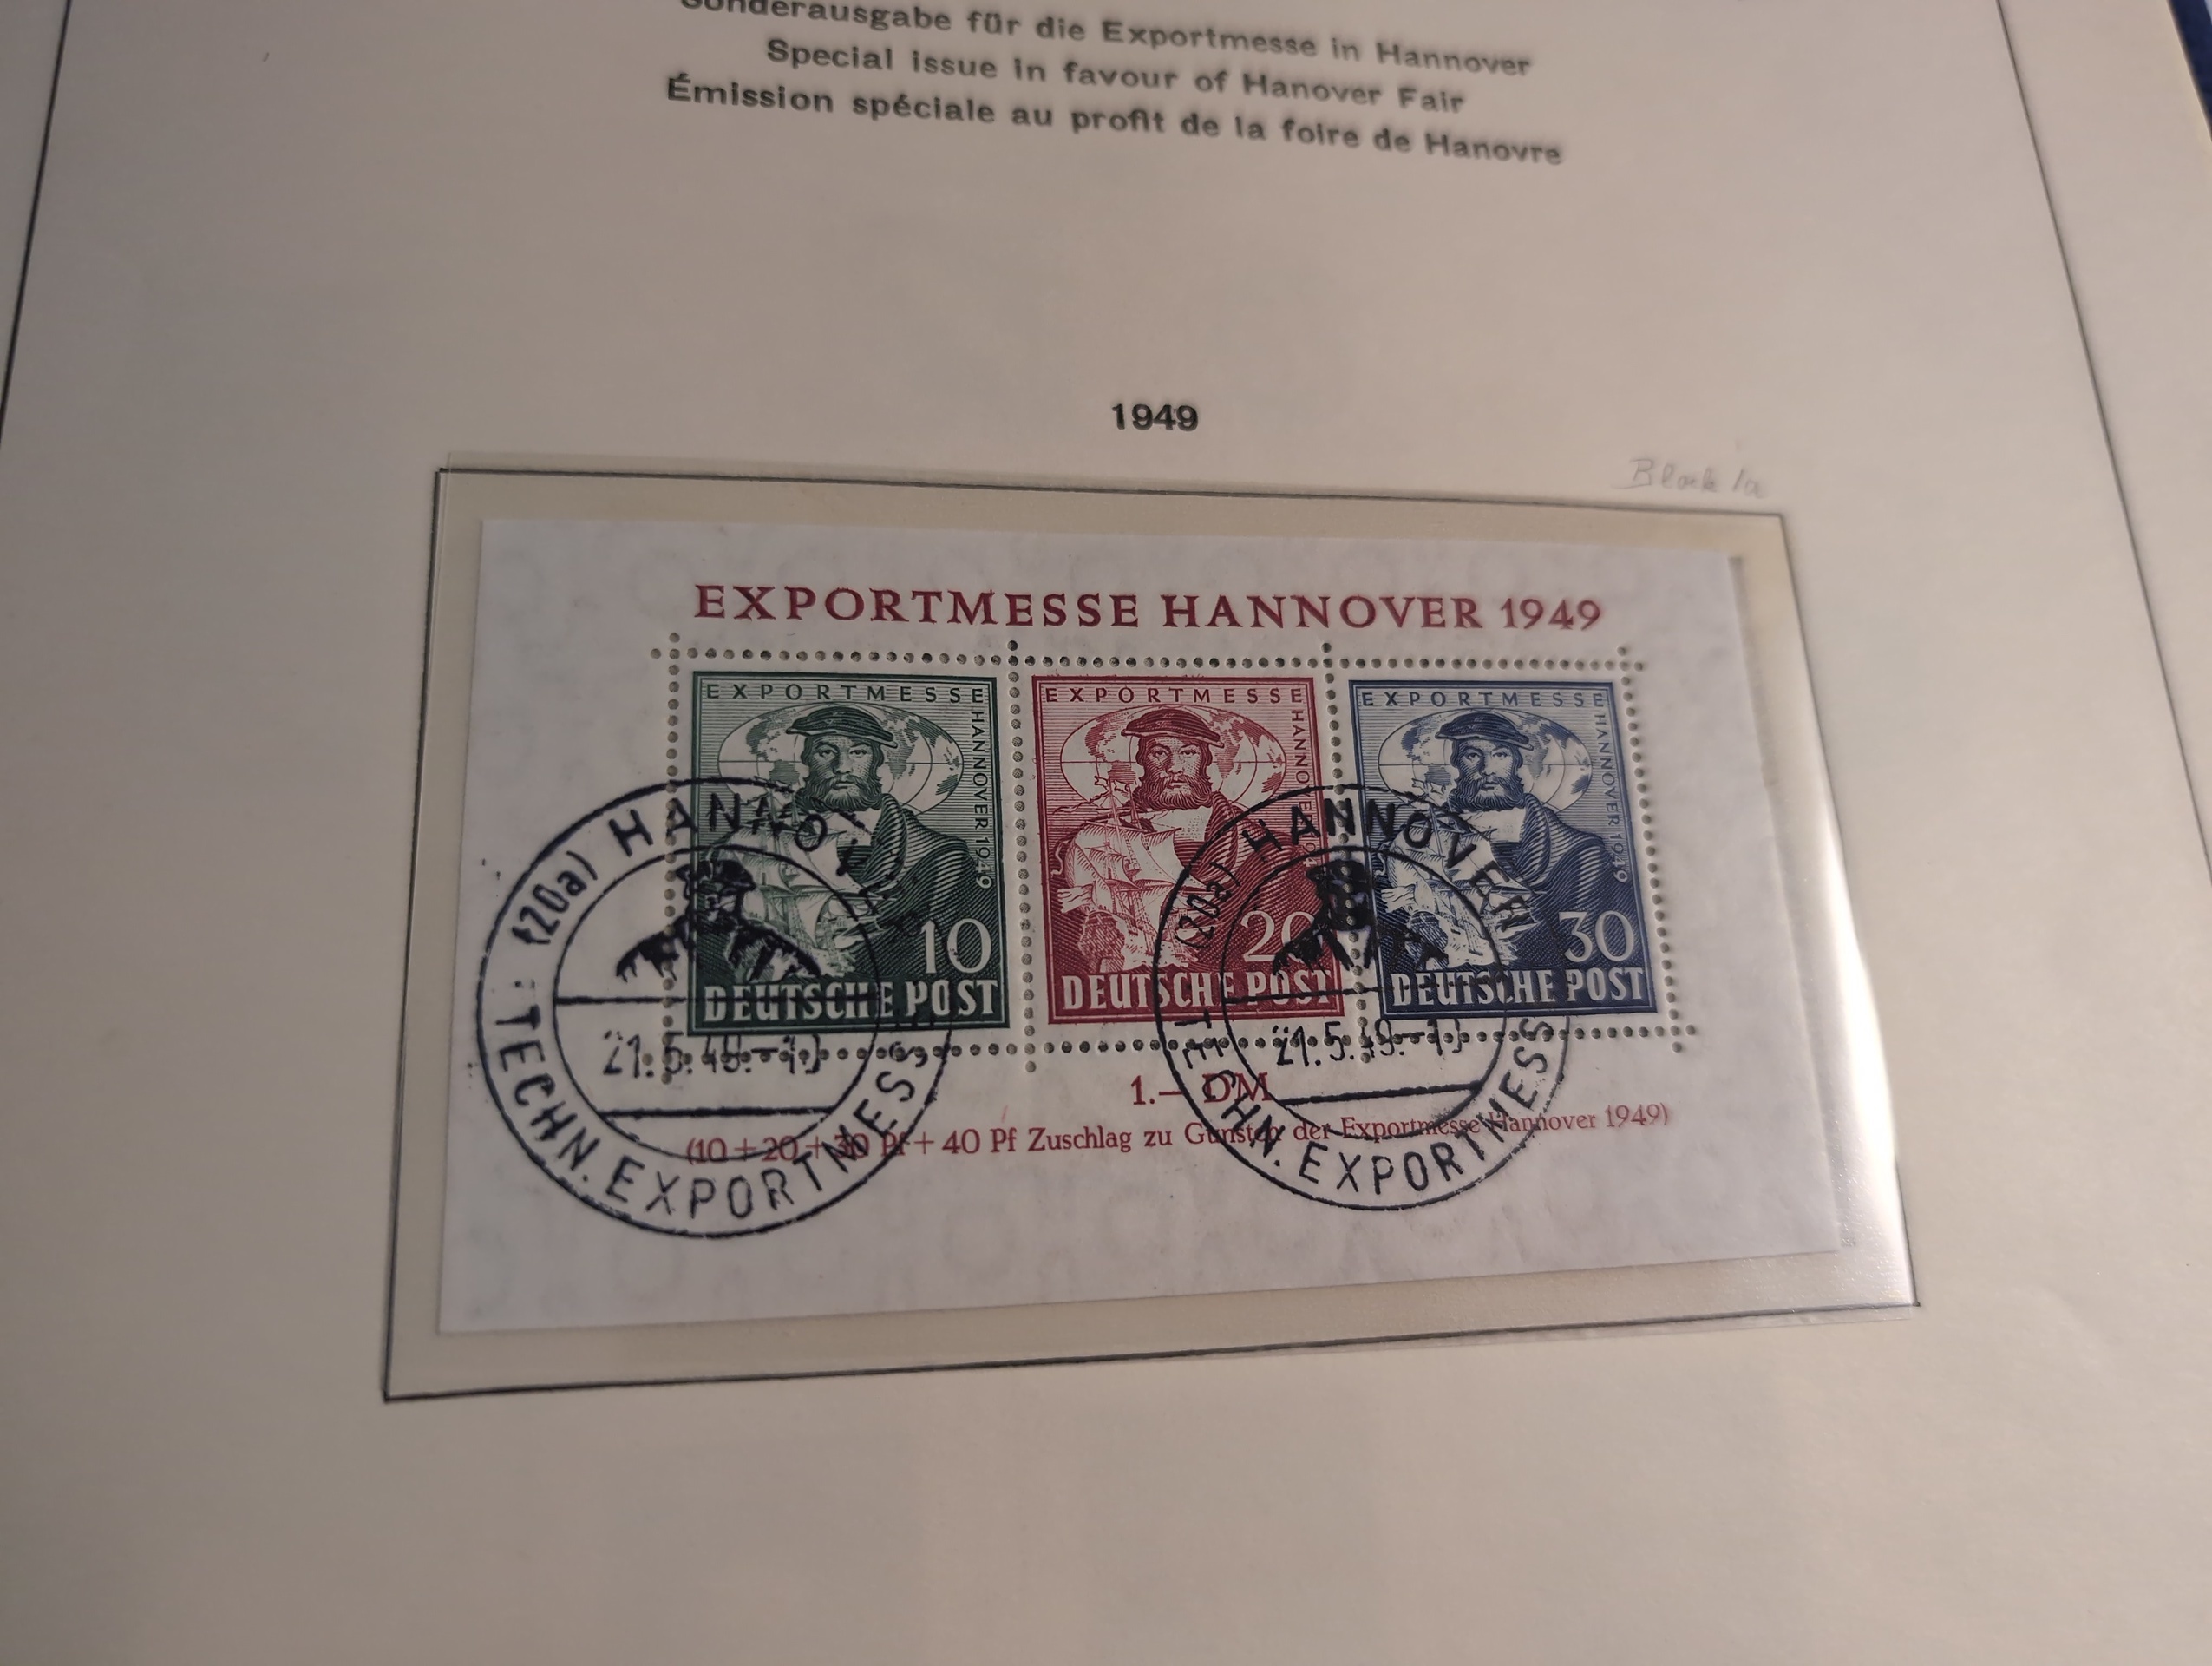 Sonderausgabe für die Exportmesse in Hannover
Special issue in favour of Hanover Fair
Émission spéciale au profit de la foire de Hanovre
1949
Block 1a
EXPORTMESSE HANNOVER 1949
EXPORTMESSE
HANNOVER 1949
10
DEUTSCHE POST
EXPORTMESSE
HANNOVER
20
DEUTSCHE POST
EXPORTMESSE
HANNOVER 1949
30
DEUTSCHE POST
(20a) HANNOVER
21.5.49.–
TECHN. EXPORTMES
(20a) HANNOVER
21.5.49.–
TECHN. EXPORTMES
1.– DM
(10 + 20 + 30 Pf + 40 Pf Zuschlag zu Gunsten der Exportmesse Hannover 1949)